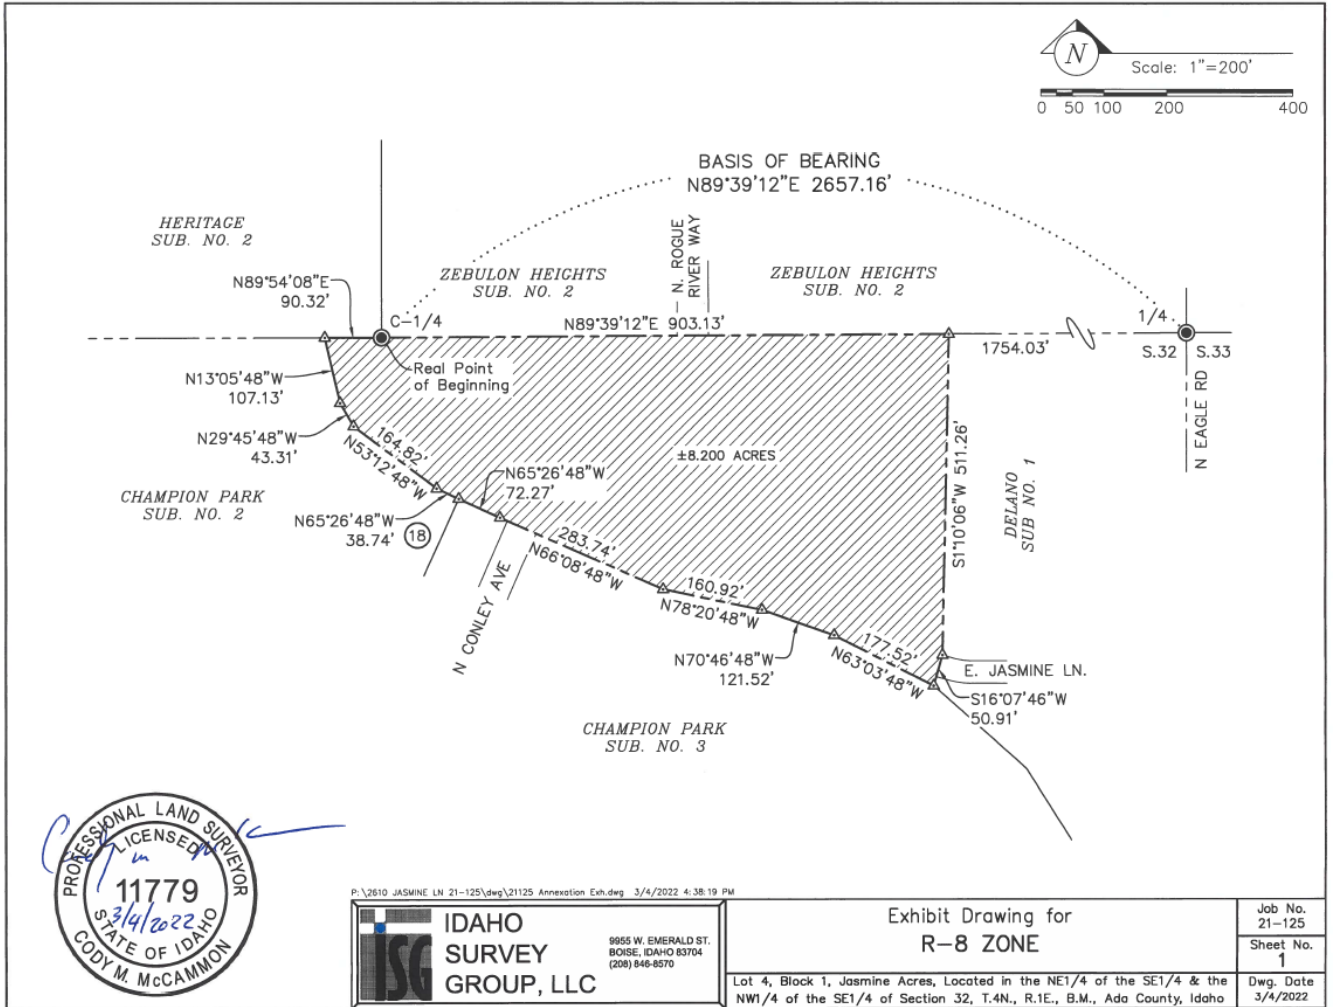 N
Scale: 1"=200'
0 50 100 200 400
BASIS OF BEARING
N89°39'12"E 2657.16'
HERITAGE
SUB. NO. 2
N. ROGUE
RIVER WAY
ZEBULON HEIGHTS
SUB. NO. 2
ZEBULON HEIGHTS
SUB. NO. 2
N89°54'08"E
90.32'
C-1/4
N89°39'12"E 903.13'
1/4
1754.03'
S.32
S.33
Real Point
of Beginning
N EAGLE RD
N13°05'48"W
107.13'
N29°45'48"W
43.31'
164.82'
N53°12'48"W
±8.200 ACRES
S1°10'06"W 511.26'
DELANO
SUB NO. 1
N65°26'48"W
72.27'
CHAMPION PARK
SUB. NO. 2
N65°26'48"W
38.74'
18
283.74'
N66°08'48"W
N CONLEY AVE
160.92'
N78°20'48"W
N70°46'48"W
121.52'
177.52'
N63°03'48"W
E. JASMINE LN.
S16°07'46"W
50.91'
CHAMPION PARK
SUB. NO. 3
PROFESSIONAL LAND SURVEYOR
LICENSED
11779
3/4/2022
STATE OF IDAHO
CODY M. McCAMMON
P:\2610 JASMINE LN 21-125\dwg\21125 Annexation Exh.dwg 3/4/2022 4:38:19 PM
ISG
IDAHO
SURVEY
GROUP, LLC
9955 W. EMERALD ST.
BOISE, IDAHO 83704
(208) 846-8570
Exhibit Drawing for
R-8 ZONE
Lot 4, Block 1, Jasmine Acres, Located in the NE1/4 of the SE1/4 & the
NW1/4 of the SE1/4 of Section 32, T.4N., R.1E., B.M., Ada County, Idaho
Job No.
21-125
Sheet No.
1
Dwg. Date
3/4/2022